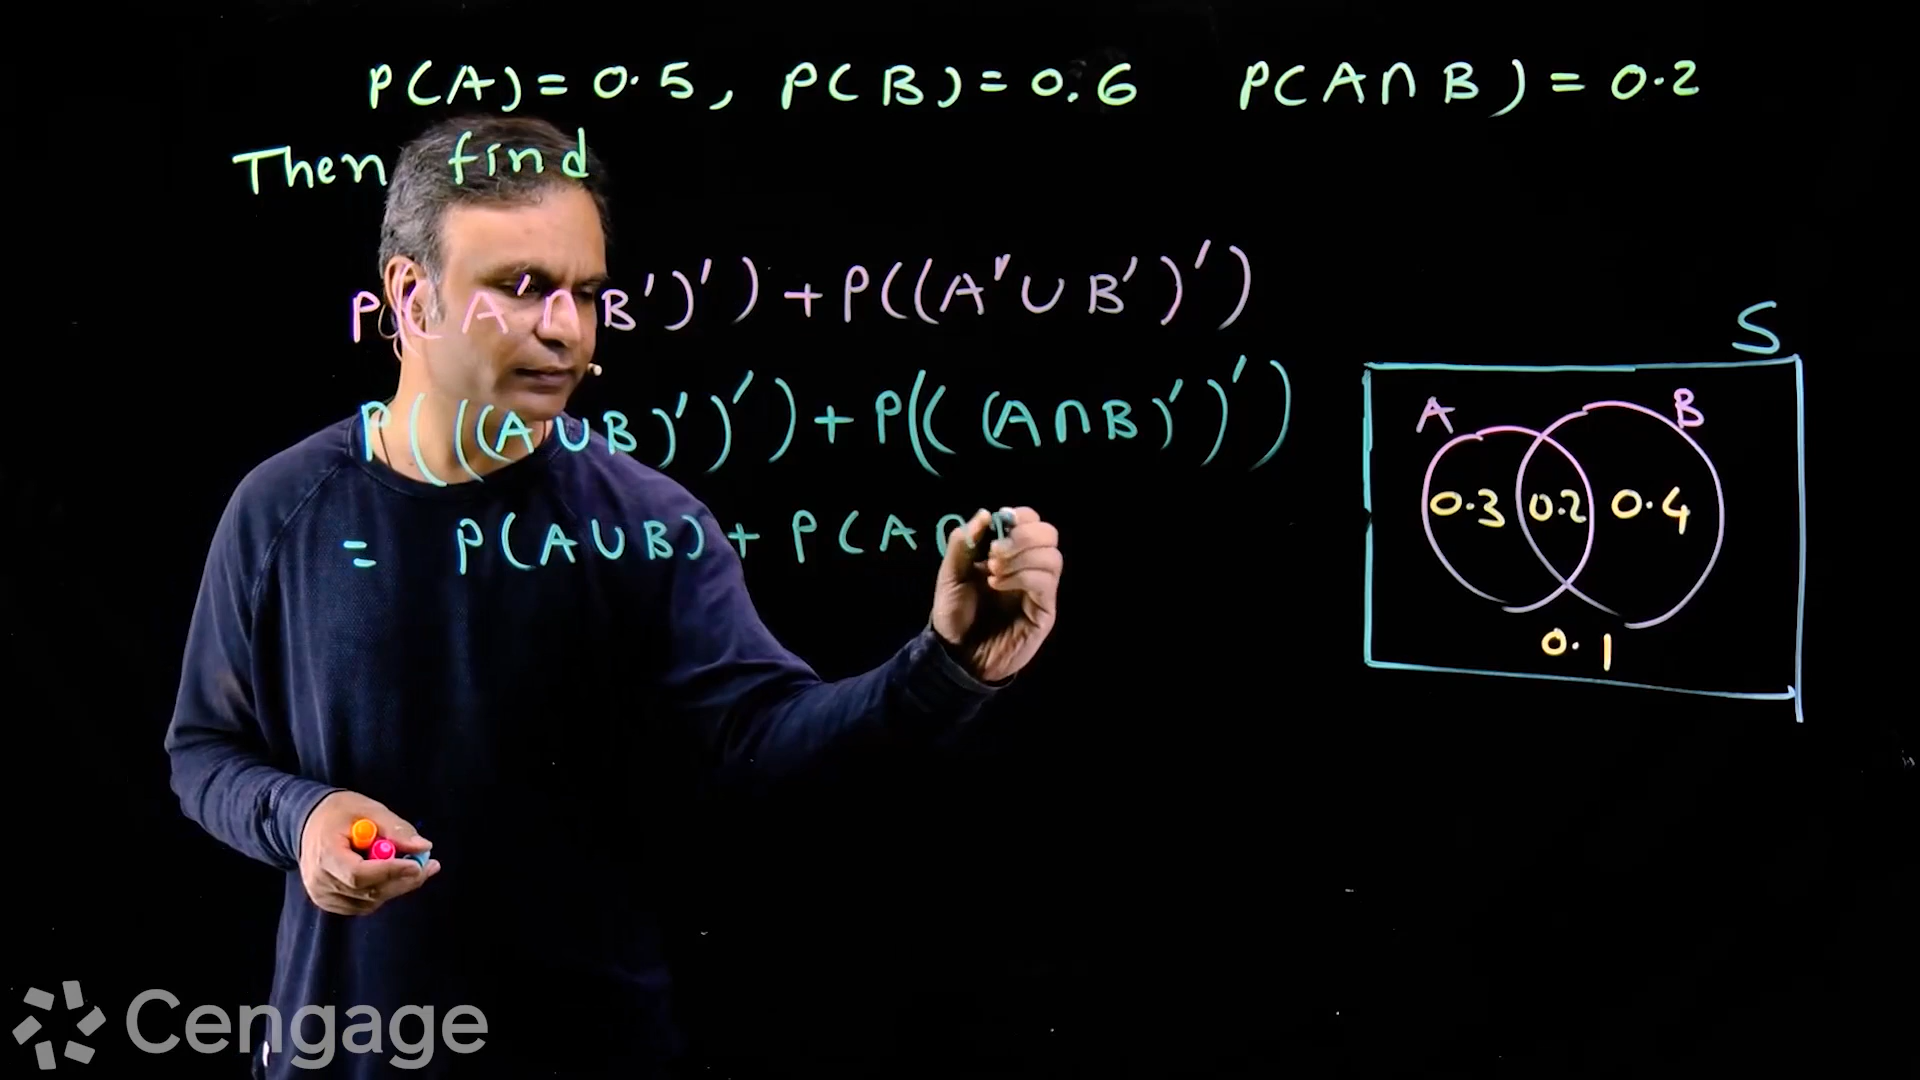 P(A) = 0.5, P(B) = 0.6 P(A∩B) = 0.2
Then find
P((A'∩B')') + P((A'∪B')')
P(((A∪B)')') + P(((A∩B)')')
= P(A∪B) + P(A∩
S
A B
0.3 0.2 0.4
0.1
Cengage